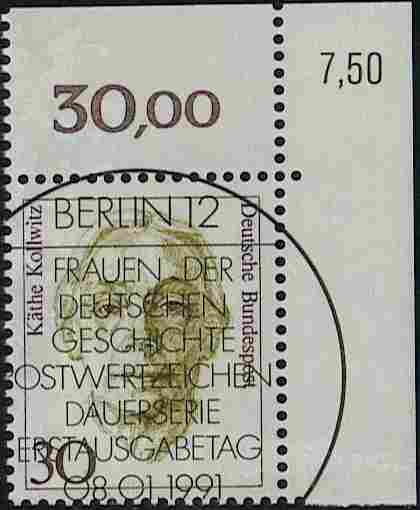 7,50
30,00
BERLIN 12
Käthe Kollwitz
Deutsche Bundespost
FRAUEN DER
DEUTSCHEN
GESCHICHTE
POSTWERTZEICHEN
DAUERSERIE
ERSTAUSGABETAG
30
08.01.1991